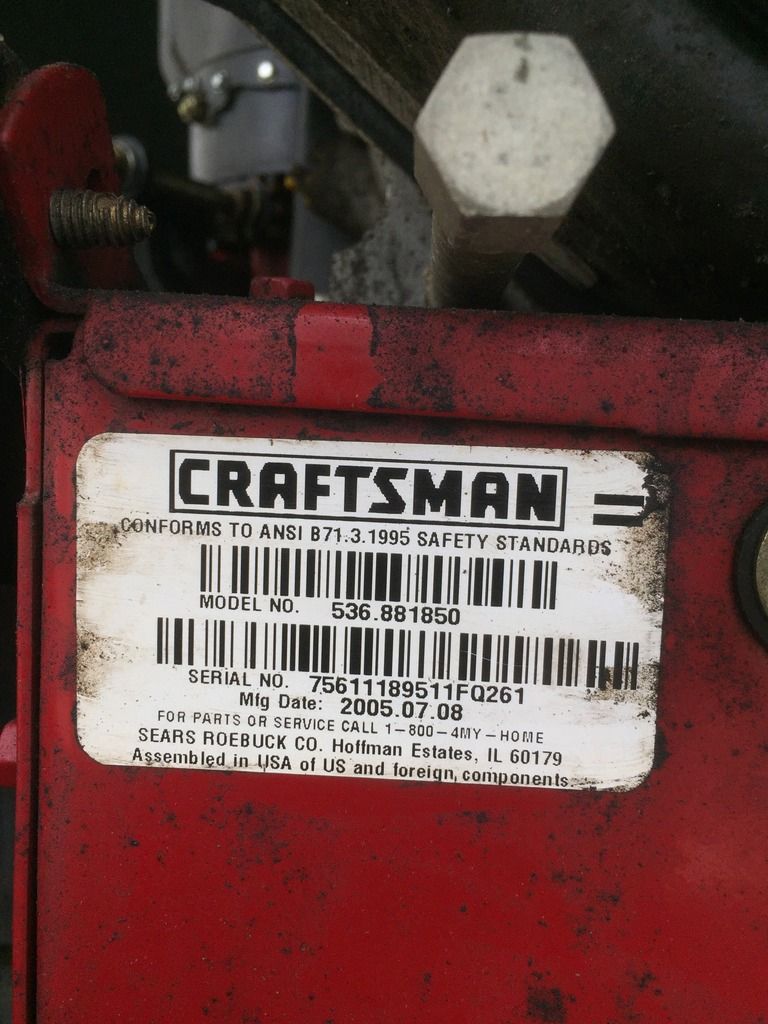 CRAFTSMAN
CONFORMS TO ANSI B71.3.1995 SAFETY STANDARDS
MODEL NO. 536.881850
SERIAL NO. 75611189511FQ261
Mfg Date: 2005.07.08
FOR PARTS OR SERVICE CALL 1-800-4MY-HOME
SEARS ROEBUCK CO. Hoffman Estates, IL 60179
Assembled in USA of US and foreign components.